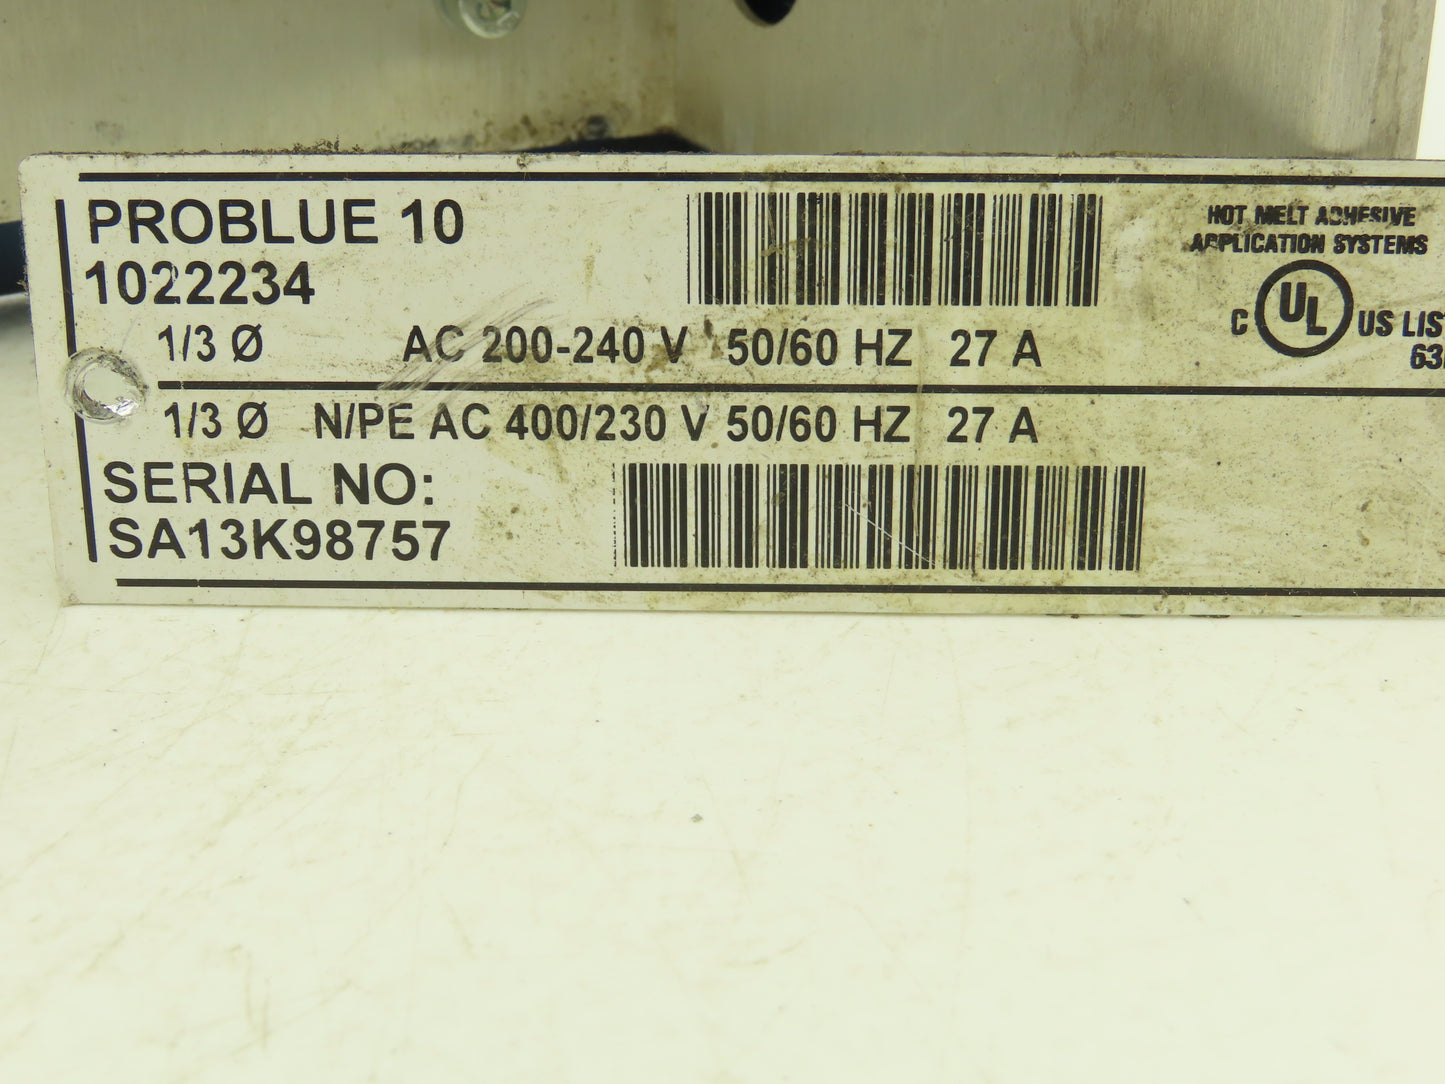 PROBLUE 10
1022234
1/3 Ø AC 200-240 V 50/60 HZ 27 A
1/3 Ø N/PE AC 400/230 V 50/60 HZ 27 A
SERIAL NO:
SA13K98757
HOT MELT ADHESIVE
APPLICATION SYSTEMS
C UL US